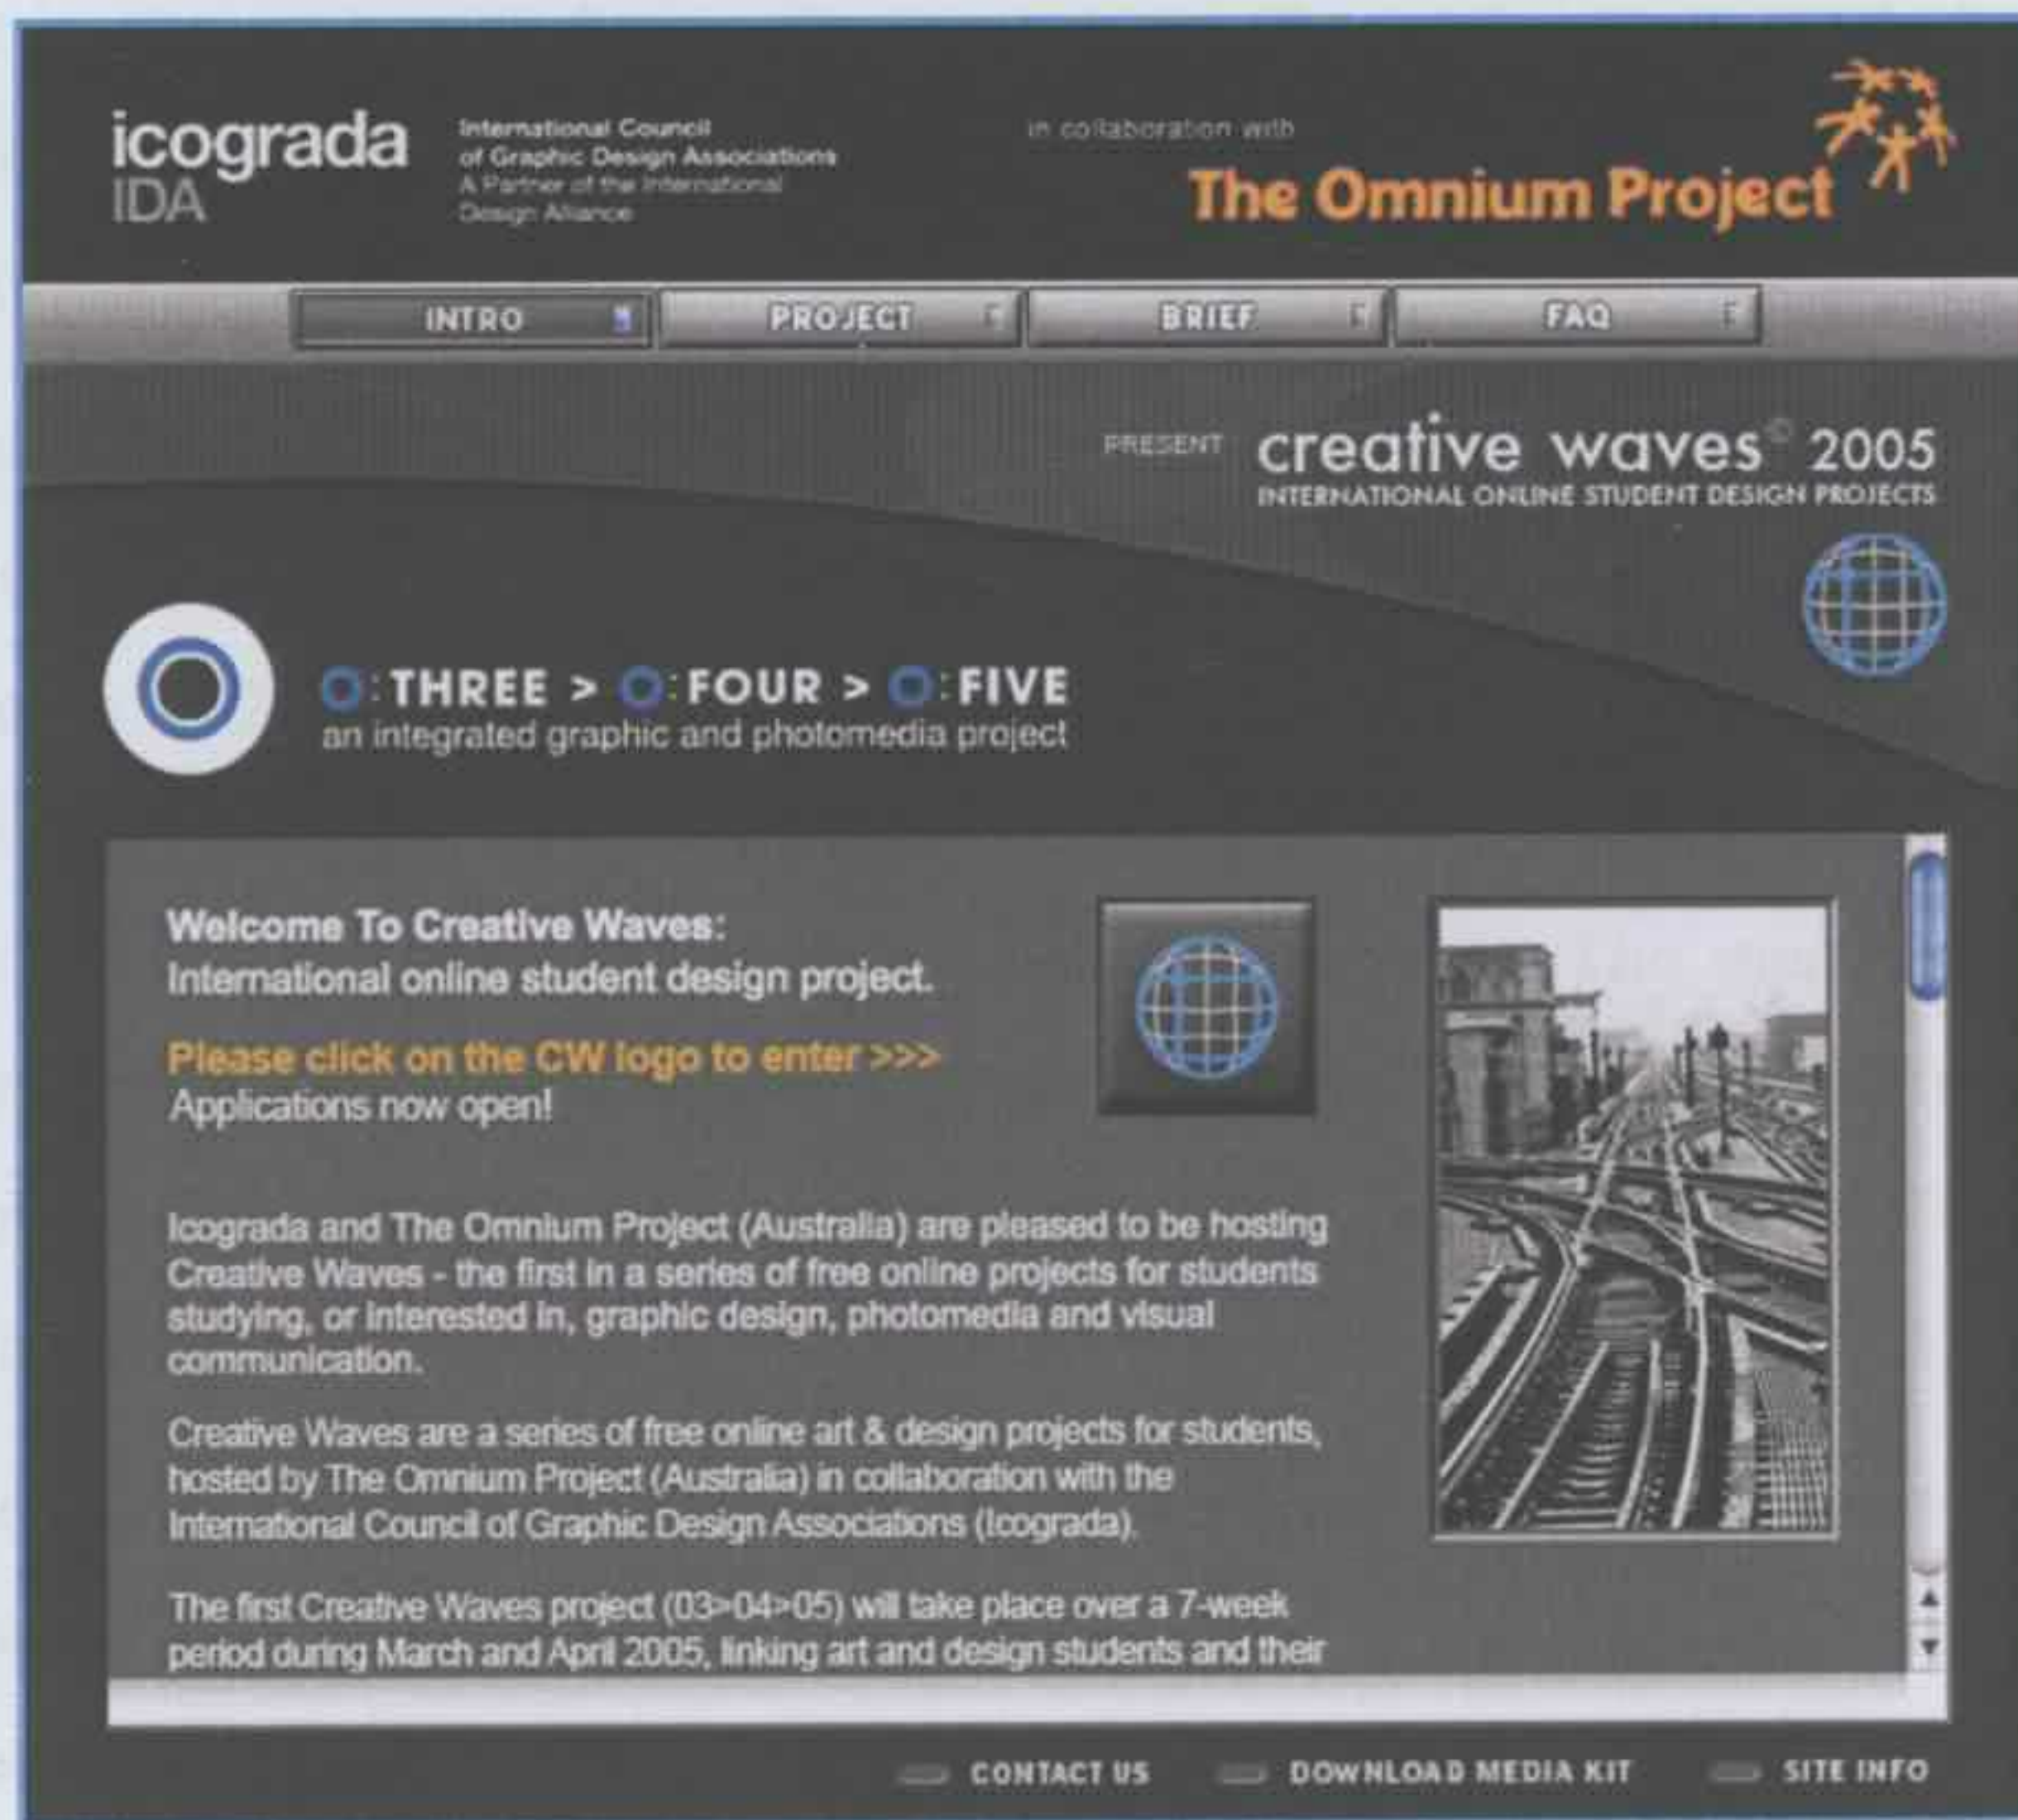 icograda
IDA
International Council
of Graphic Design Associations
A Partner of the International
Design Alliance
in collaboration with
The Omnium Project
INTRO
PROJECT
BRIEF
FAQ
PRESENT
creative waves© 2005
INTERNATIONAL ONLINE STUDENT DESIGN PROJECTS
O:THREE > O:FOUR > O:FIVE
an integrated graphic and photomedia project
Welcome To Creative Waves:
International online student design project.
Please click on the CW logo to enter >>>
Applications now open!
Icograda and The Omnium Project (Australia) are pleased to be hosting
Creative Waves - the first in a series of free online projects for students
studying, or interested in, graphic design, photomedia and visual
communication.
Creative Waves are a series of free online art & design projects for students,
hosted by The Omnium Project (Australia) in collaboration with the
International Council of Graphic Design Associations (Icograda).
The first Creative Waves project (03>04>05) will take place over a 7-week
period during March and April 2005, linking art and design students and their
CONTACT US
DOWNLOAD MEDIA KIT
SITE INFO